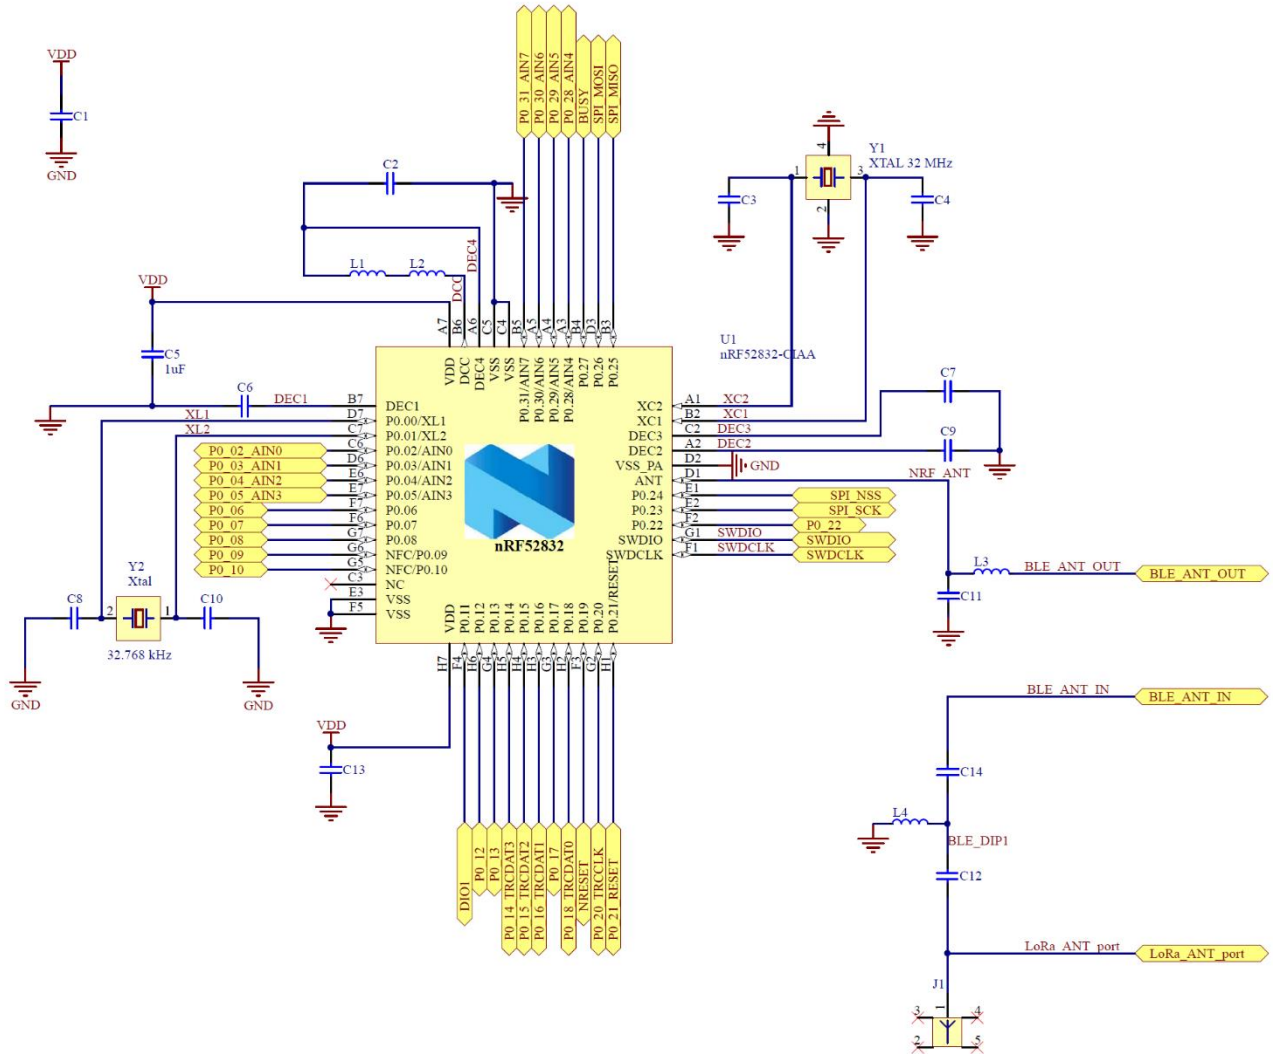 VDD
C1
GND
P0_31_AIN7
P0_30_AIN6
P0_29_AIN5
P0_28_AIN4
BUSY
SPI_MOSI
SPI_MISO
C2
DEC4
DCC
L1
L2
VDD
C5
1uF
C6
DEC1
XL1
XL2
4
1
3
2
Y1
XTAL 32 MHz
C3
C4
A7
B6
A6
C5
C4
B5
A5
A4
A3
B4
D3
B3
VDD
DCC
DEC4
VSS
VSS
P0.31/AIN7
P0.30/AIN6
P0.29/AIN5
P0.28/AIN4
P0.27
P0.26
P0.25
U1
nRF52832-CIAA
B7 DEC1
D7 P0.00/XL1
C7 P0.01/XL2
P0_02_AIN0 C6 P0.02/AIN0
P0_03_AIN1 D6 P0.03/AIN1
P0_04_AIN2 E6 P0.04/AIN2
P0_05_AIN3 E7 P0.05/AIN3
P0_06 F7 P0.06
P0_07 F6 P0.07
P0_08 G7 P0.08
P0_09 G6 NFC/P0.09
P0_10 G5 NFC/P0.10
C3 NC
E3 VSS
F5 VSS
nRF52832
XC2 A1 XC2
XC1 B2 XC1
DEC3 C2 DEC3
DEC2 A2 DEC2
VSS_PA D2 GND
ANT D1 NRF_ANT
P0.24 E1 SPI_NSS
P0.23 E2 SPI_SCK
P0.22 F2 P0_22
SWDIO G1 SWDIO SWDIO
SWDCLK F1 SWDCLK SWDCLK
C7
C9
Y2
Xtal
C8
2
1
C10
32.768 kHz
GND
GND
VDD
P0.11
P0.12
P0.13
P0.14
P0.15
P0.16
P0.17
P0.18
P0.19
P0.20
P0.21/RESET
H7
F4
H6
G4
H5
H4
H3
G3
H2
F3
G2
H1
VDD
C13
DIO1
P0_12
P0_13
P0_14_TRCDAT3
P0_15_TRCDAT2
P0_16_TRCDAT1
P0_17
P0_18_TRCDAT0
NRESET
P0_20_TRCCLK
P0_21_RESET
L3
BLE_ANT_OUT
BLE_ANT_OUT
C11
BLE_ANT_IN
BLE_ANT_IN
C14
L4
BLE_DIP1
C12
LoRa_ANT_port
LoRa_ANT_port
J1
1
3
4
2
5